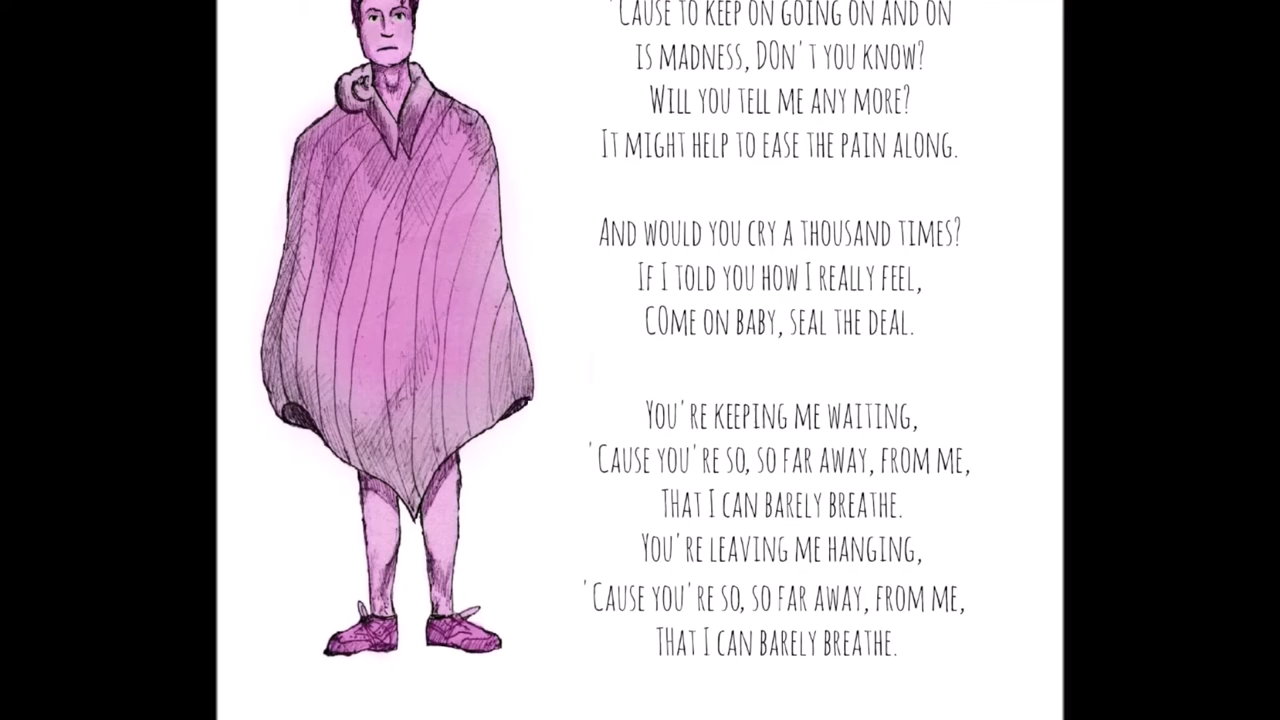 'Cause to keep on going on and on
is madness, DOn't you know?
Will you tell me any more?
It might help to ease the pain along.
And would you cry a thousand times?
If I told you how I really feel,
COme on baby, seal the deal.
You're keeping me waiting,
'Cause you're so, so far away, from me,
That I can barely breathe.
You're leaving me hanging,
'Cause you're so, so far away, from me,
That I can barely breathe.